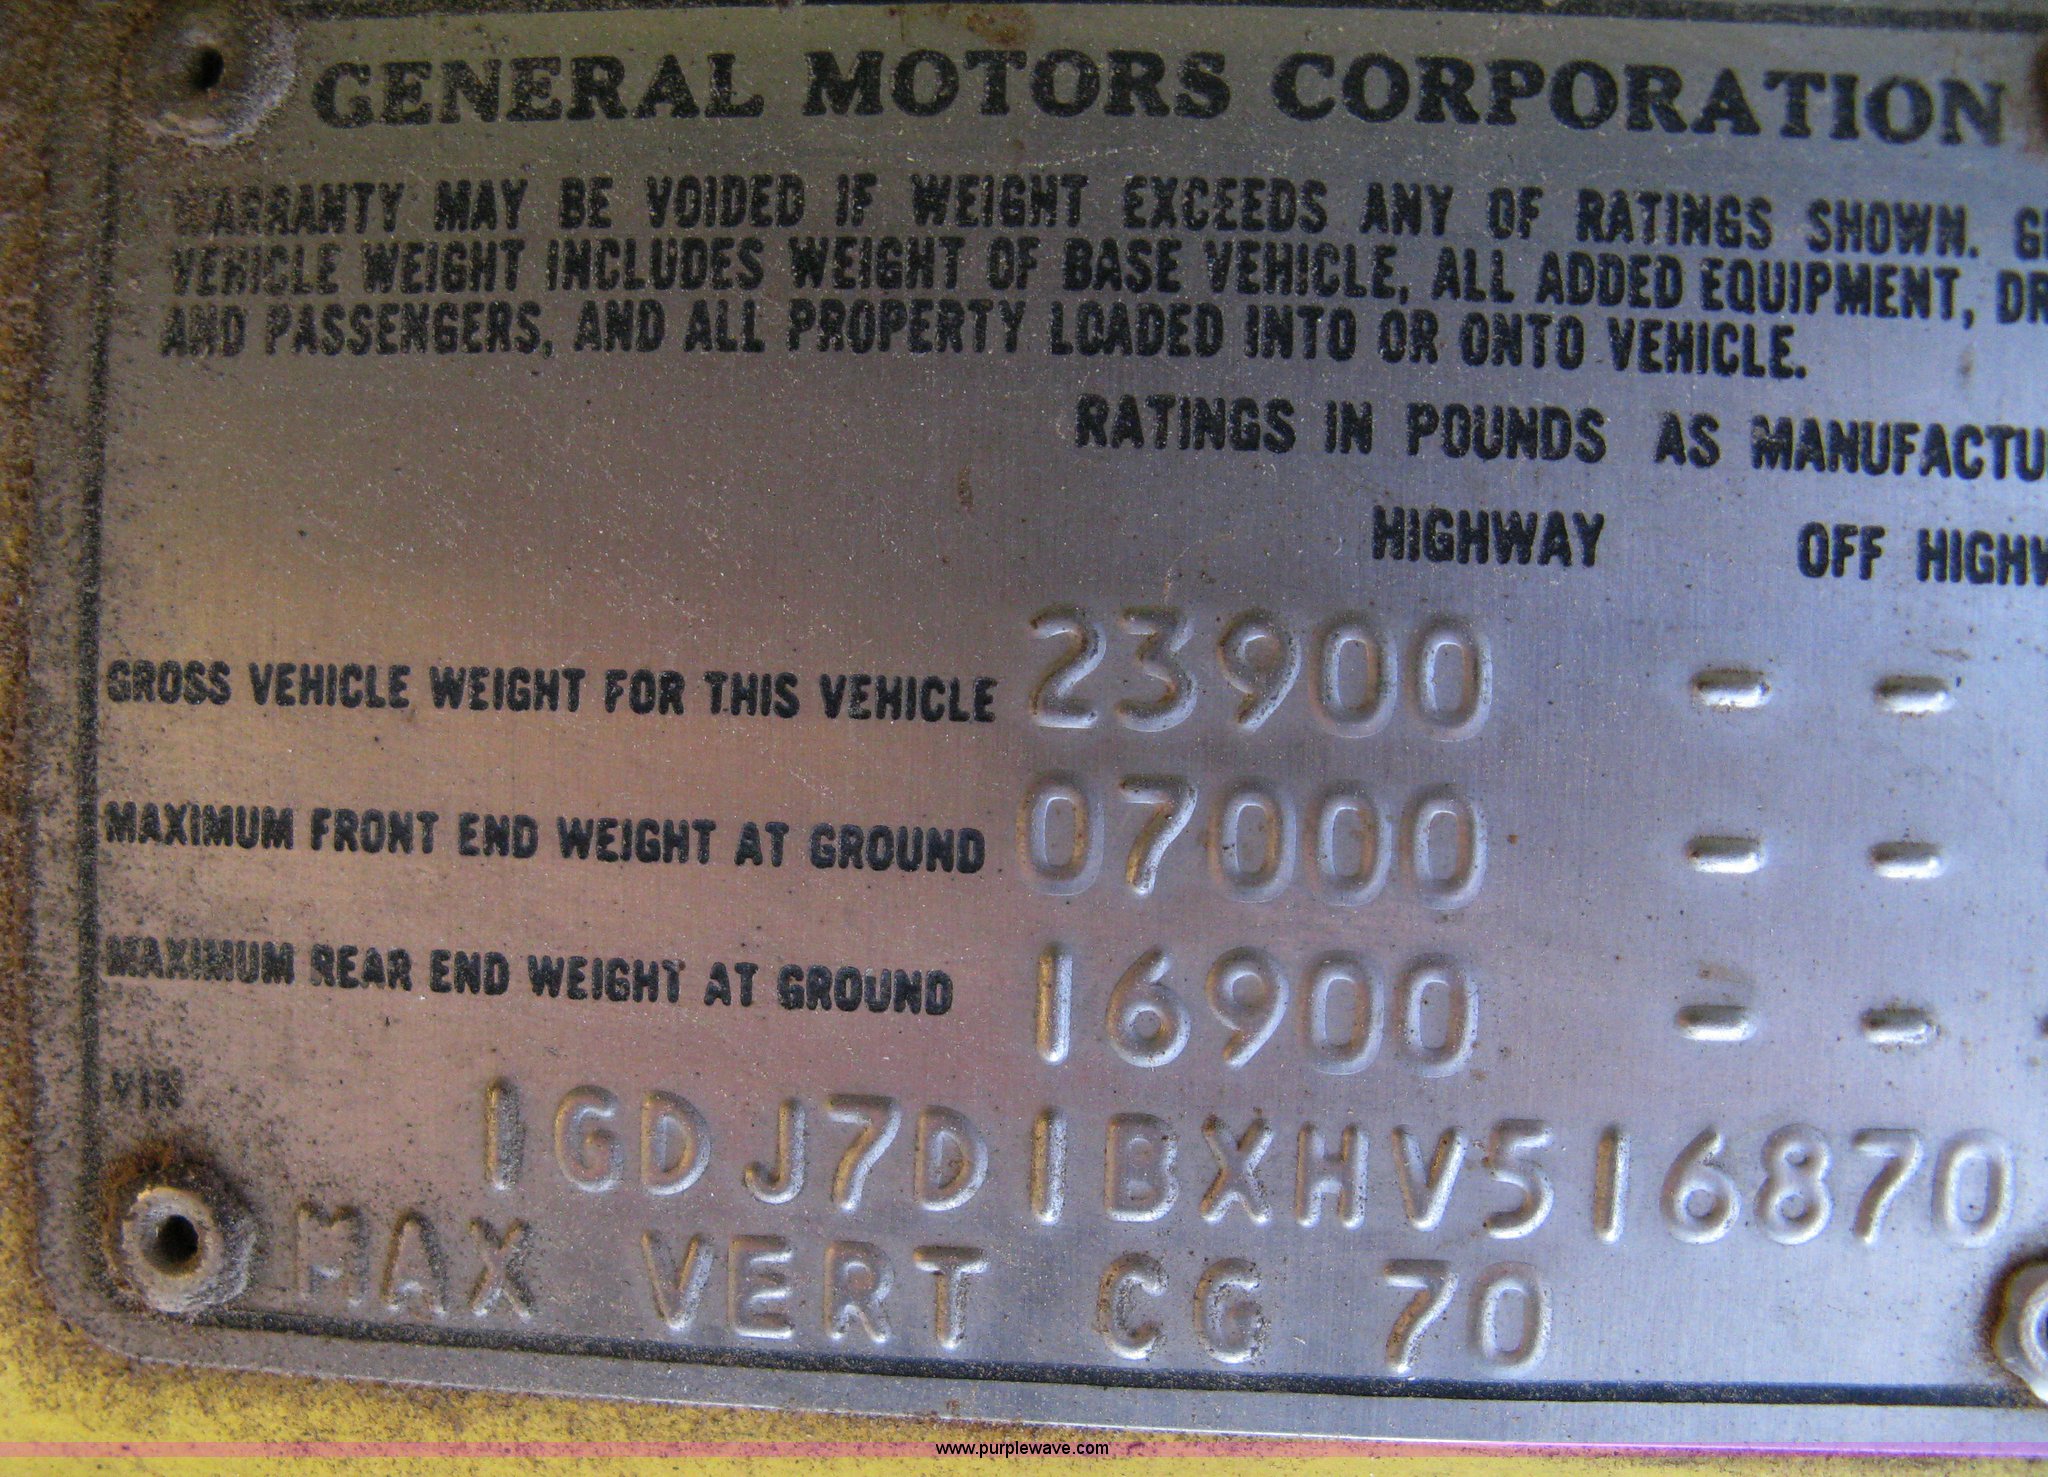 GENERAL MOTORS CORPORATION
WARRANTY MAY BE VOIDED IF WEIGHT EXCEEDS ANY OF RATINGS SHOWN.
VEHICLE WEIGHT INCLUDES WEIGHT OF BASE VEHICLE, ALL ADDED EQUIPMENT,
AND PASSENGERS, AND ALL PROPERTY LOADED INTO OR ONTO VEHICLE.
RATINGS IN POUNDS AS
HIGHWAY OFF
GROSS VEHICLE WEIGHT FOR THIS VEHICLE 23900 - -
MAXIMUM FRONT END WEIGHT AT GROUND 07000 - -
MAXIMUM REAR END WEIGHT AT GROUND 16900 - -
VIN 1GDJ7D1BXHV516870
MAX VERT CG 70
www.purplewave.com